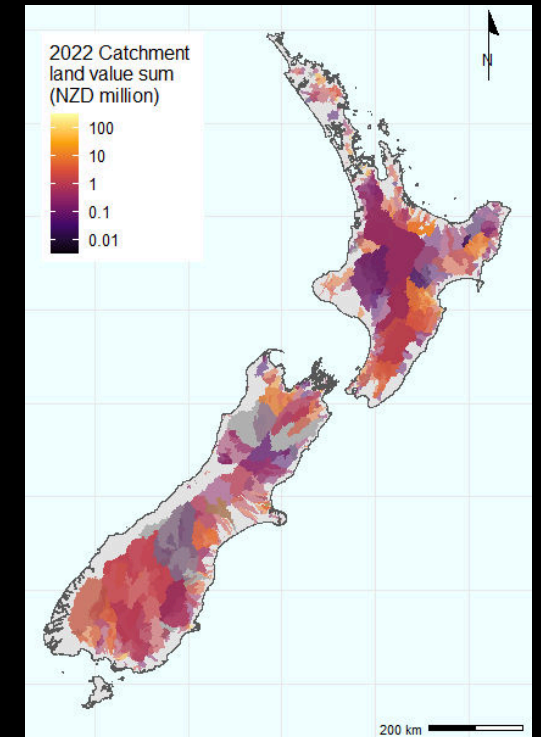 2022 Catchment
land value sum
(NZD million)
100
10
1
0.1
0.01
N
200 km